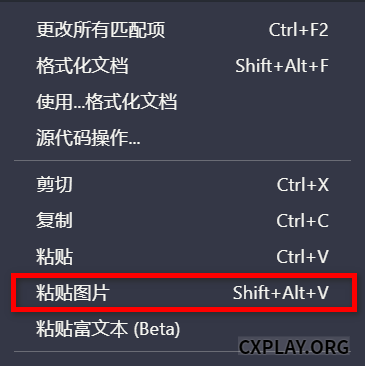 更改所有匹配项 Ctrl+F2
格式化文档 Shift+Alt+F
使用...格式化文档
源代码操作...
剪切 Ctrl+X
复制 Ctrl+C
粘贴 Ctrl+V
粘贴图片 Shift+Alt+V
粘贴富文本 (Beta)
CXPLAY.ORG